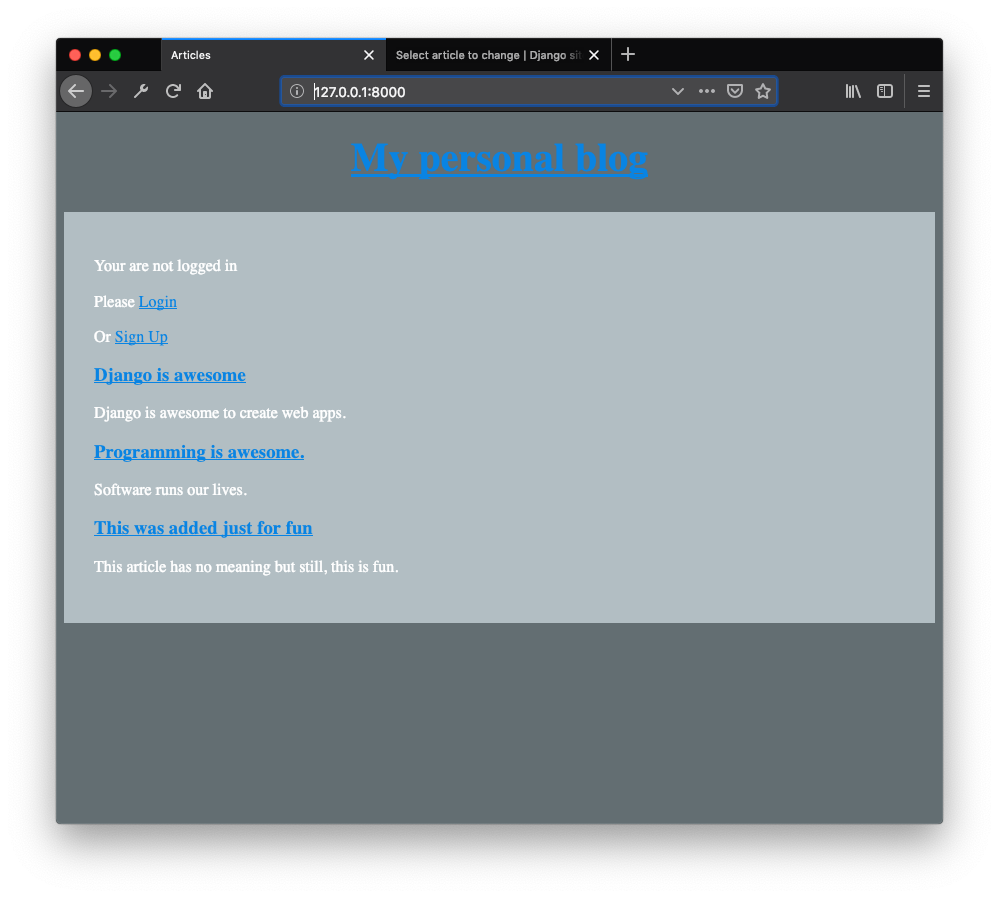 Articles
Select article to change | Django sit
127.0.0.1:8000
My personal blog
Your are not logged in
Please Login
Or Sign Up
Django is awesome
Django is awesome to create web apps.
Programming is awesome.
Software runs our lives.
This was added just for fun
This article has no meaning but still, this is fun.